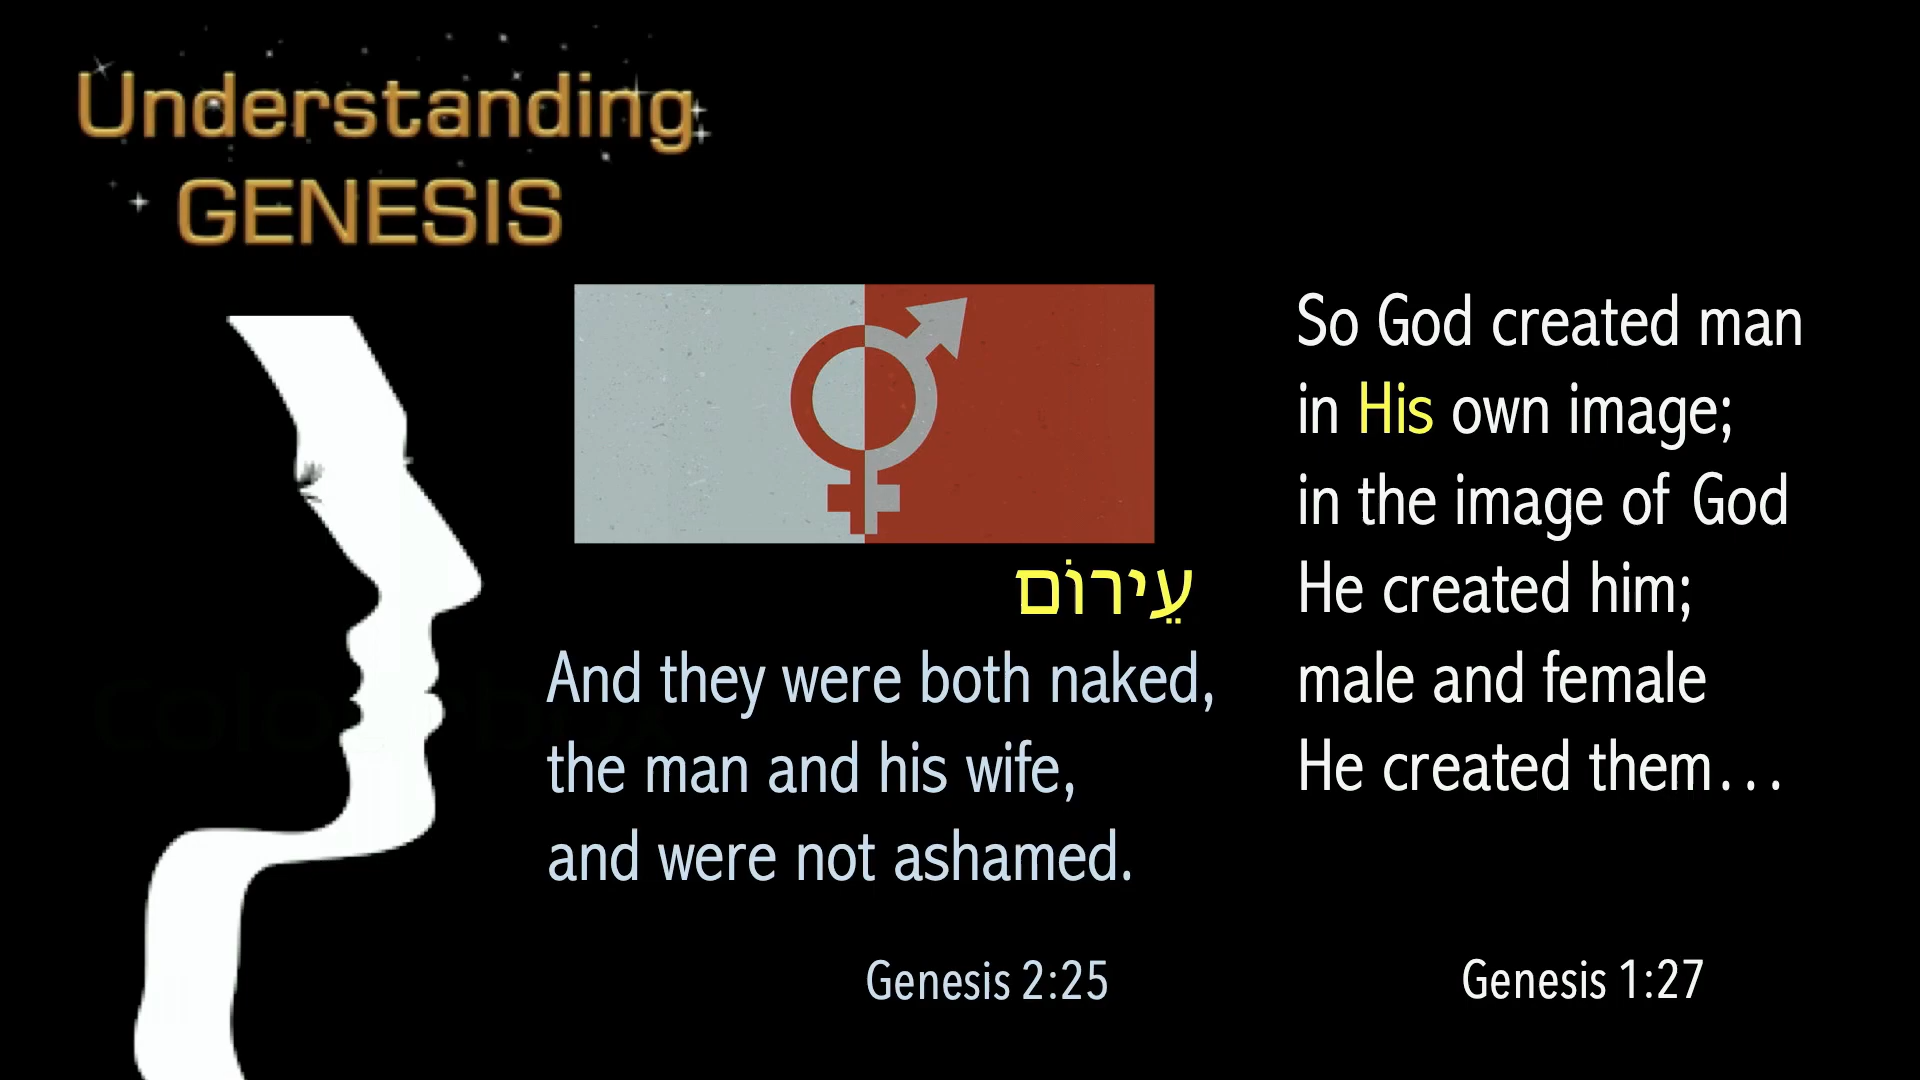 Understanding
GENESIS
עֵירוֹם
And they were both naked,
the man and his wife,
and were not ashamed.
Genesis 2:25
So God created man
in His own image;
in the image of God
He created him;
male and female
He created them...
Genesis 1:27